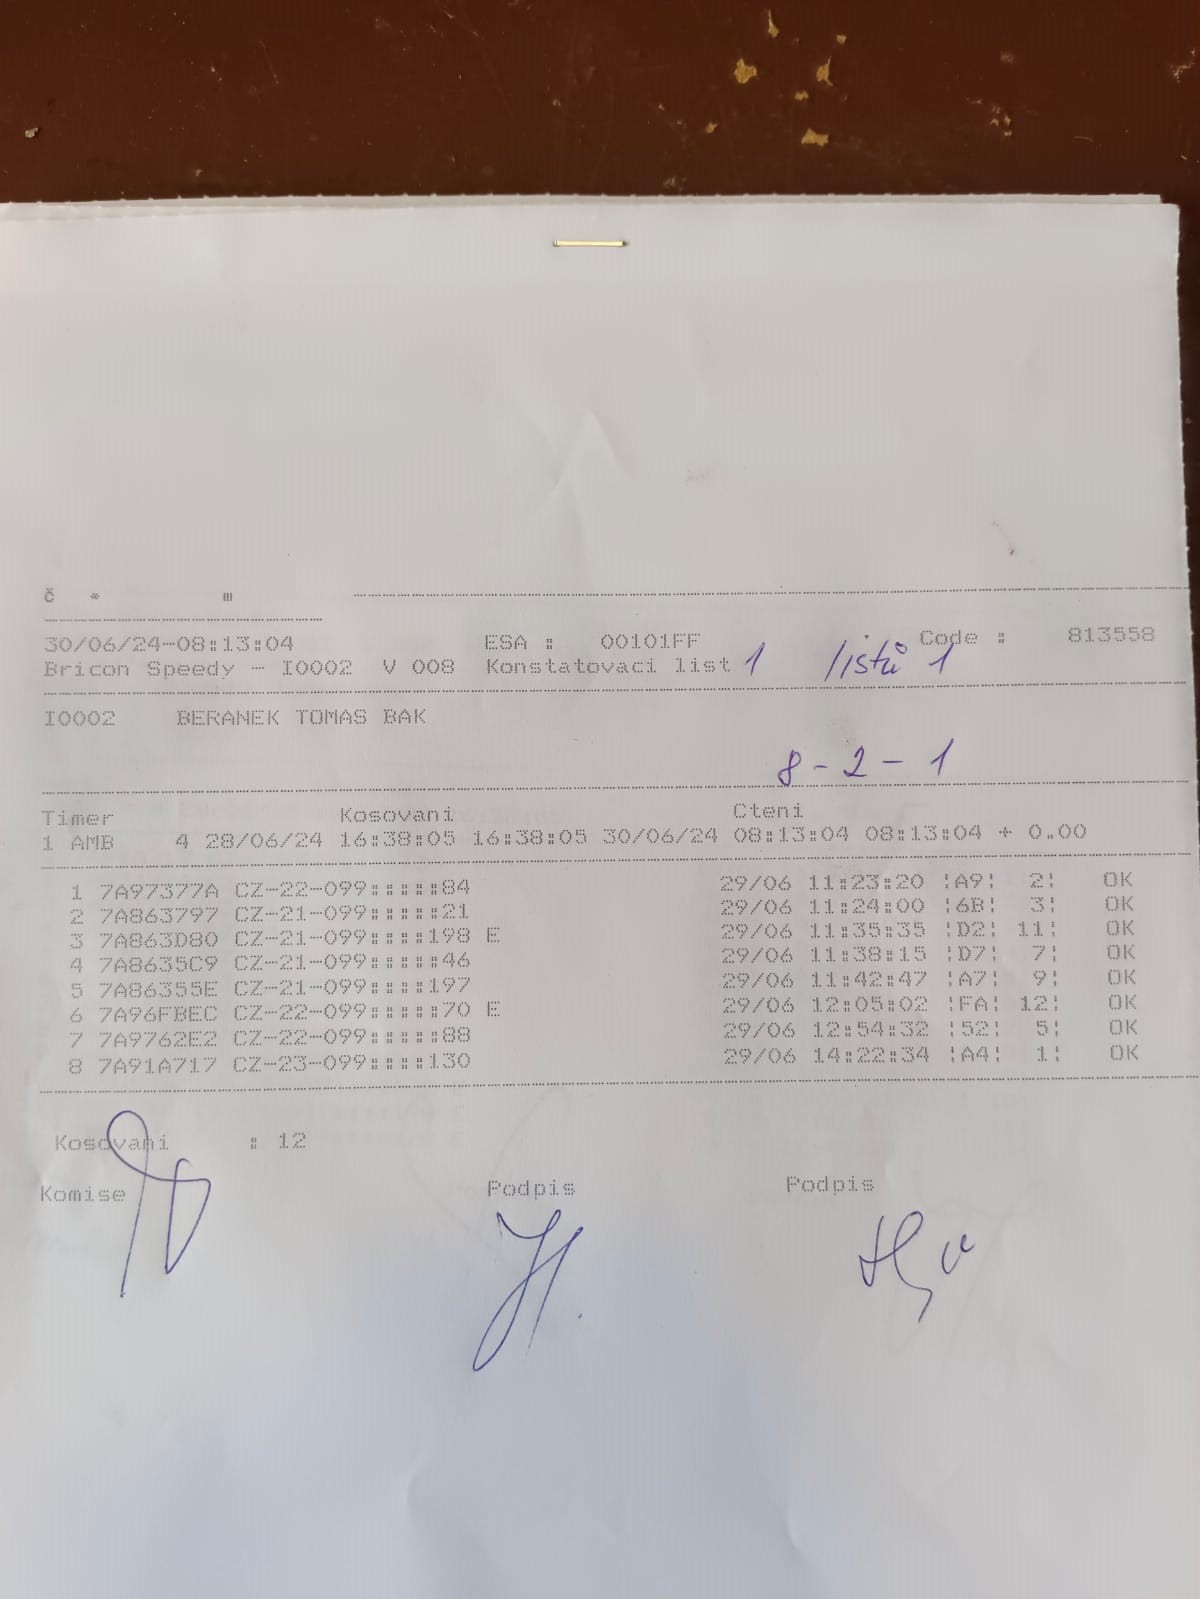 Č * m
30/06/24-08:13:04 ESA : 00101FF Code : 813558
Bricon Speedy - I0002 V 008 Konstatovaci list 1 listů 1
I0002 BERANEK TOMAS BAK
8-2-1
Timer Kosovani Cteni
1 AMB 4 28/06/24 16:38:05 16:38:05 30/06/24 08:13:04 08:13:04 + 0.00
1 7A97377A CZ-22-099:::::84 29/06 11:23:20 ¦A9¦ 2¦ OK
2 7A863797 CZ-21-099:::::21 29/06 11:24:00 ¦6B¦ 3¦ OK
3 7A863D80 CZ-21-099::::198 E 29/06 11:35:35 ¦D2¦ 11¦ OK
4 7A8635C9 CZ-21-099:::::46 29/06 11:38:15 ¦D7¦ 7¦ OK
5 7A86355E CZ-21-099::::197 29/06 11:42:47 ¦A7¦ 9¦ OK
6 7A96FBEC CZ-22-099:::::70 E 29/06 12:05:02 ¦FA¦ 12¦ OK
7 7A9762E2 CZ-22-099:::::88 29/06 12:54:32 ¦52¦ 5¦ OK
8 7A91A717 CZ-23-099::::130 29/06 14:22:34 ¦A4¦ 1¦ OK
Kosovani : 12
Komise Podpis Podpis